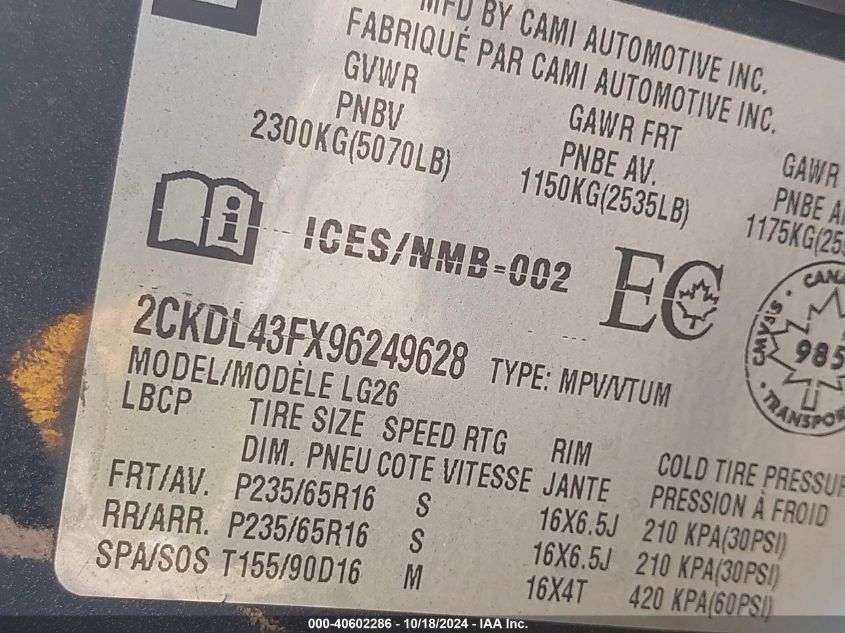 MFD BY CAMI AUTOMOTIVE INC.
FABRIQUÉ PAR CAMI AUTOMOTIVE INC.
GVWR GAWR FRT GAWR
PNBV PNBE AV. PNBE
2300KG(5070LB) 1150KG(2535LB) 1175KG
i ICES/NMB-002 EC
2CKDL43FX96249628 TYPE: MPV/VTUM
MODEL/MODÈLE LG26
CMVSS 985
TRANSPORT
LBCP TIRE SIZE SPEED RTG RIM COLD TIRE PRESSURE
DIM. PNEU COTE VITESSE JANTE PRESSION À FROID
FRT/AV. P235/65R16 S 16X6.5J 210 KPA(30PSI)
RR/ARR. P235/65R16 S 16X6.5J 210 KPA(30PSI)
SPA/SOS T155/90D16 M 16X4T 420 KPA(60PSI)
000-40602286 - 10/18/2024 - IAA Inc.